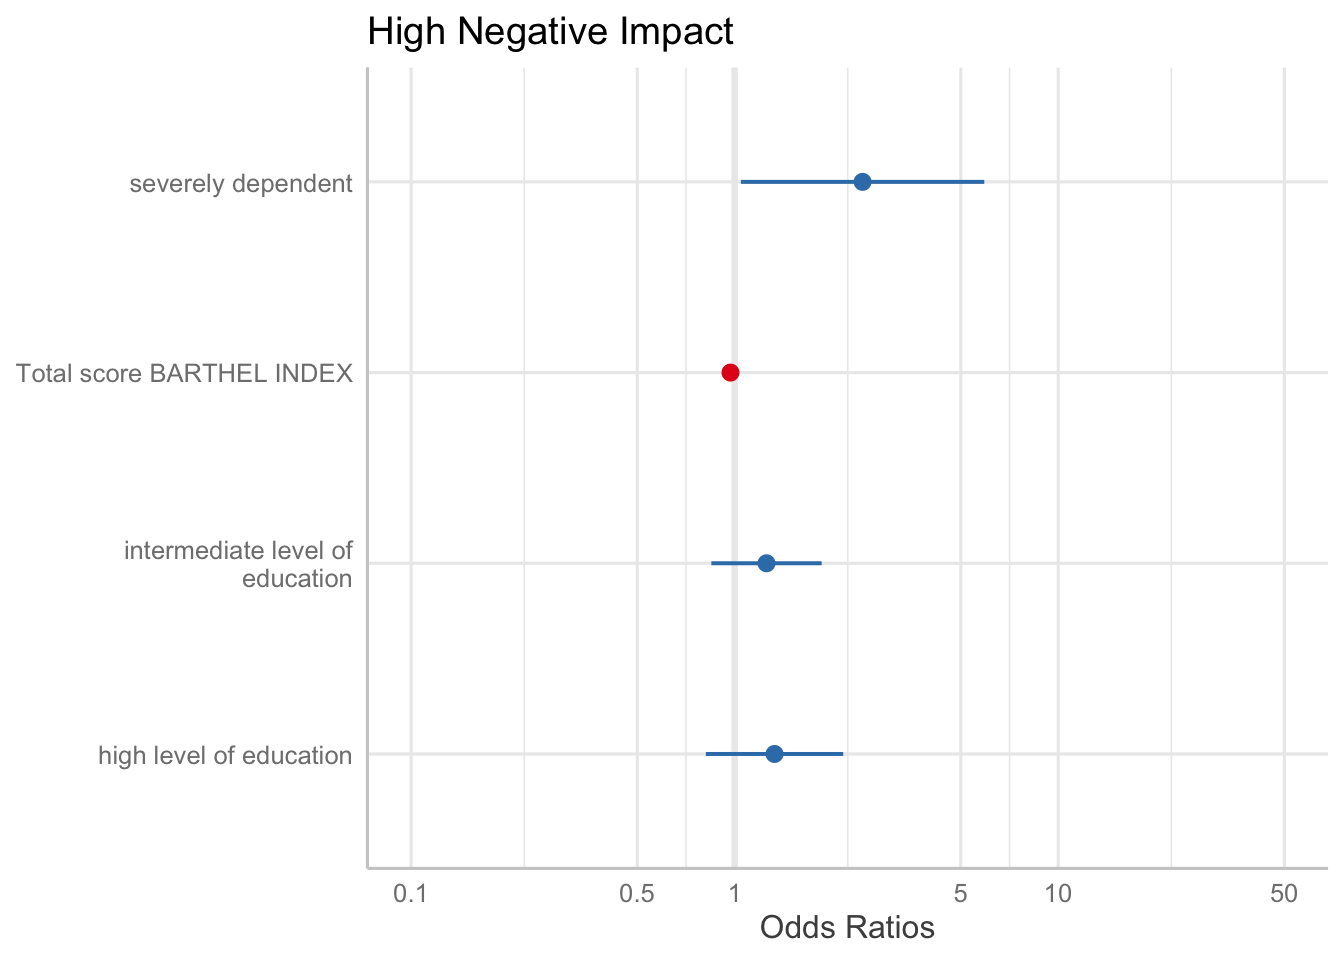 High Negative Impact
severely dependent
Total score BARTHEL INDEX
intermediate level of
education
high level of education
0.1 0.5 1 5 10 50
Odds Ratios